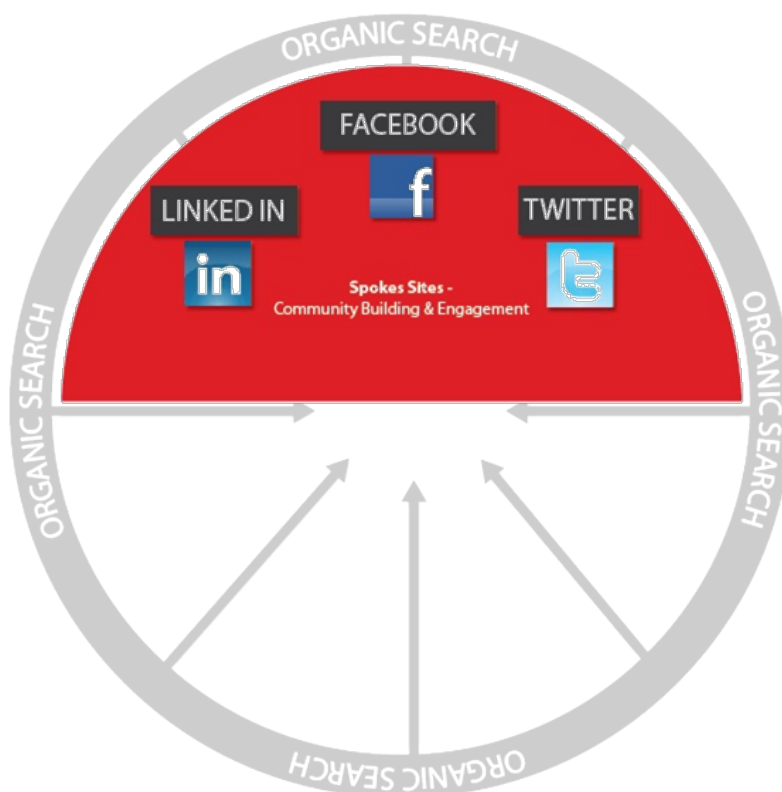 ORGANIC SEARCH
FACEBOOK
f
LINKED IN
TWITTER
in
t
Spokes Sites -
Community Building & Engagement
ORGANIC SEARCH
ORGANIC SEARCH
ORGANIC SEARCH